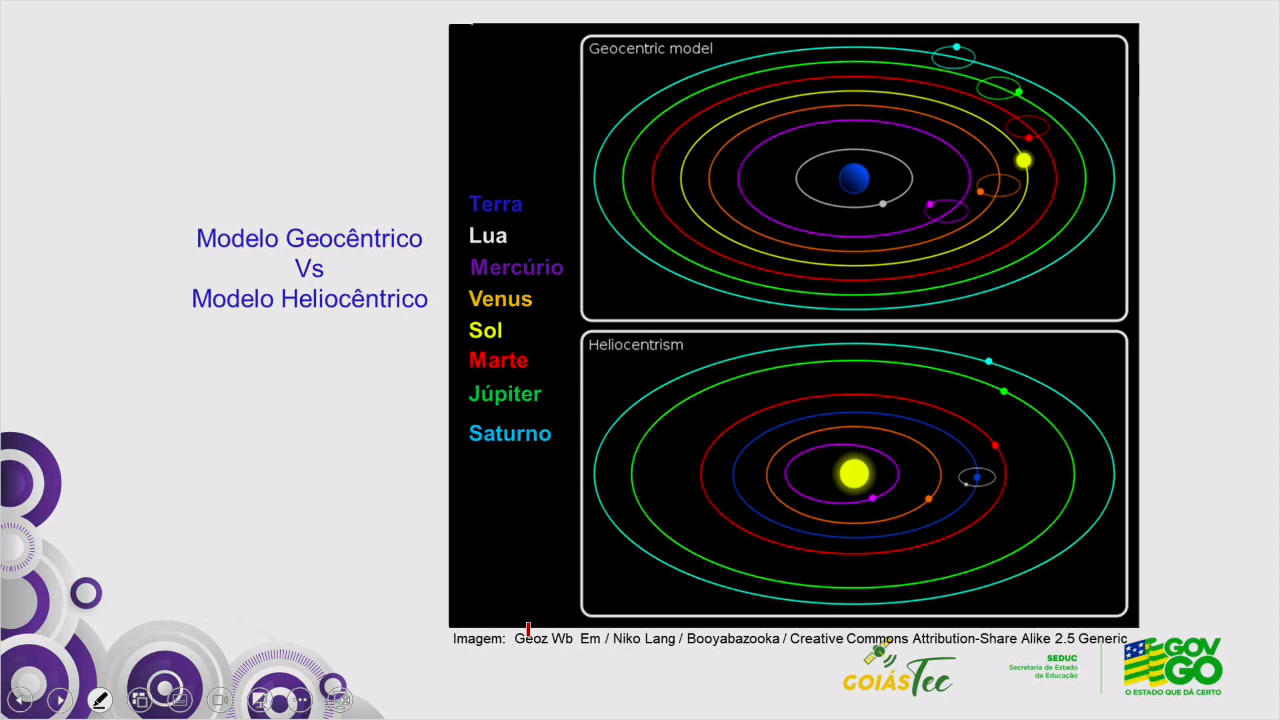 Modelo Geocêntrico
Vs
Modelo Heliocêntrico
Terra
Lua
Mercúrio
Venus
Sol
Marte
Júpiter
Saturno
Geocentric model
Heliocentrism
Imagem: Geoz Wb Em / Niko Lang / Booyabazooka / Creative Commons Attribution-Share Alike 2.5 Generic
GOIÁSTec
SEDUC
Secretaria de Estado
da Educação
GOV
GO
O ESTADO QUE DÁ CERTO